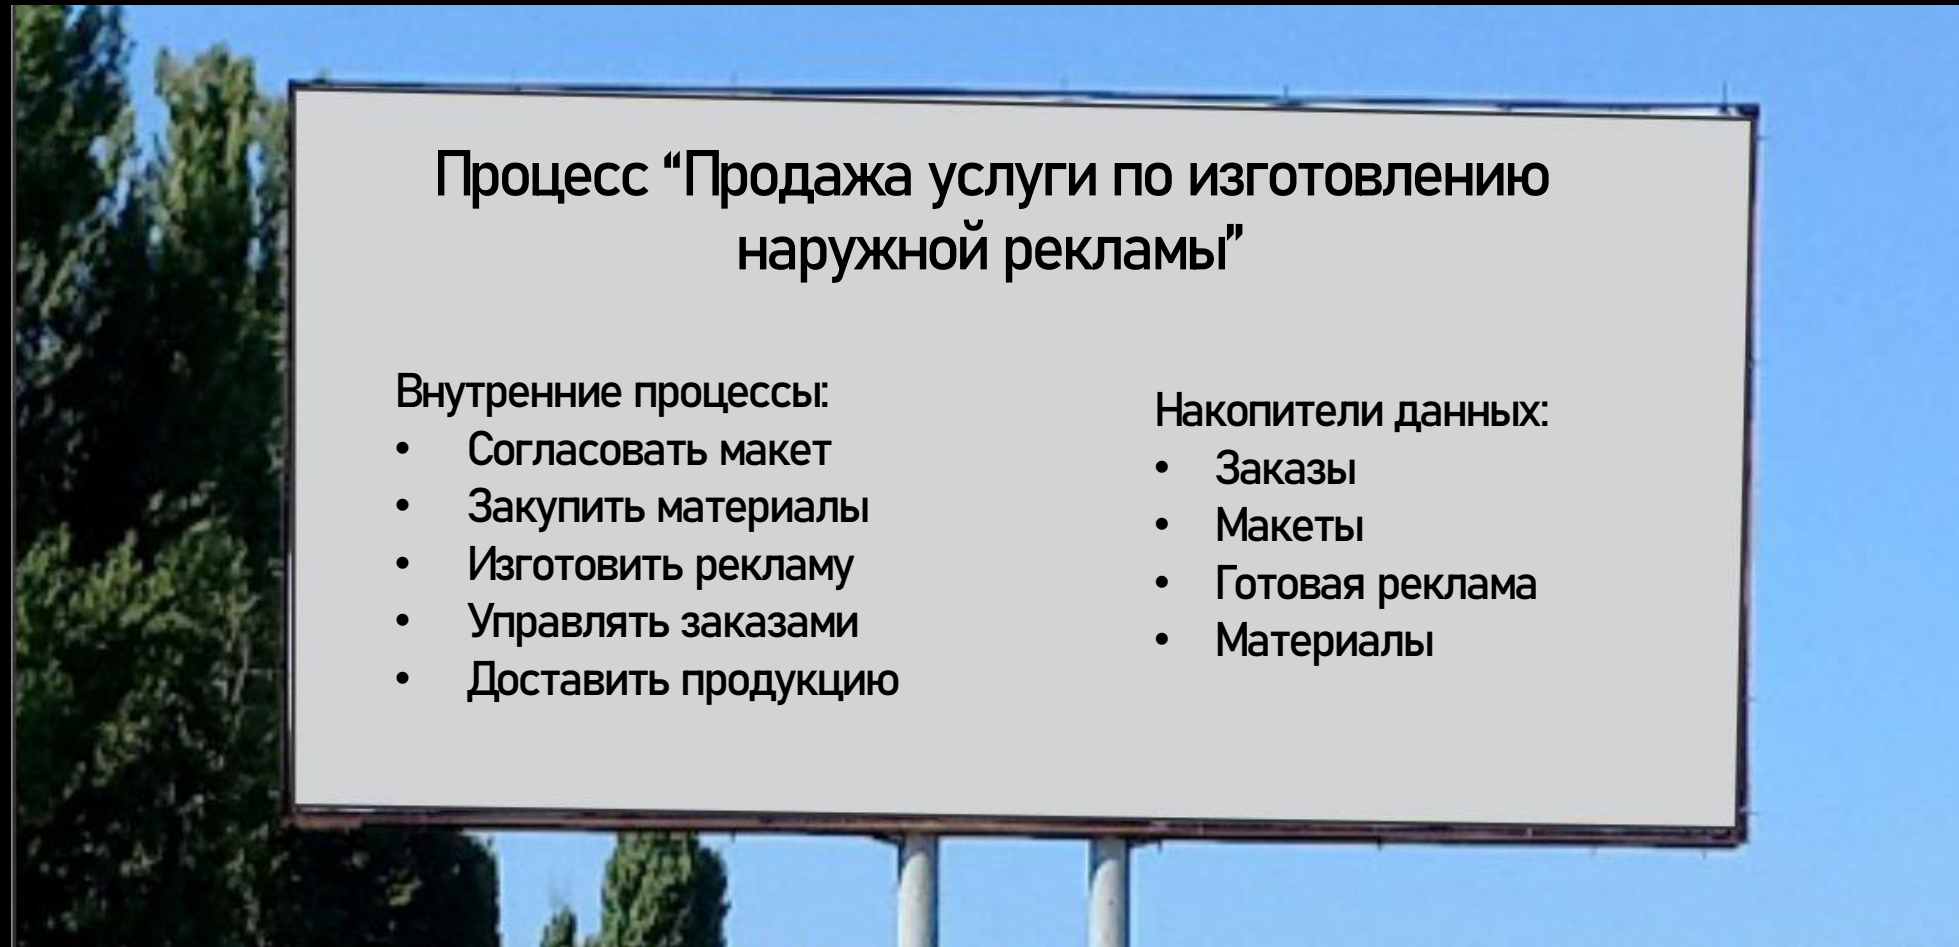 Процесс “Продажа услуги по изготовлению
наружной рекламы”
Внутренние процессы:
• Согласовать макет
• Закупить материалы
• Изготовить рекламу
• Управлять заказами
• Доставить продукцию
Накопители данных:
• Заказы
• Макеты
• Готовая реклама
• Материалы